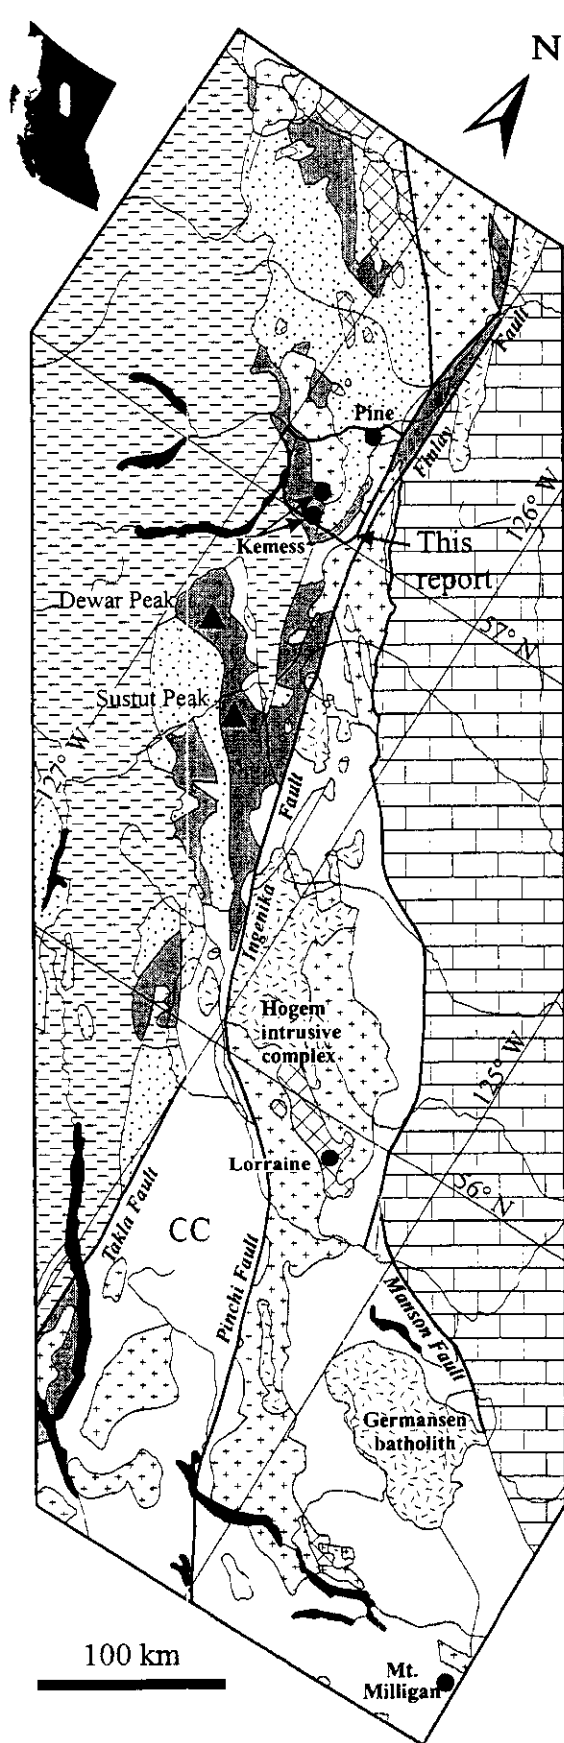 N
Pine
Fault
Finlay
126° W
Kemess
This
report
57° N
Dewar Peak
Sustut Peak
127° W
Fault
Ingenika
Hogem
intrusive
complex
125° W
Lorraine
56° N
Takla Fault
CC
Pinchi Fault
Manson Fault
Germansen
batholith
100 km
Mt.
Milligan